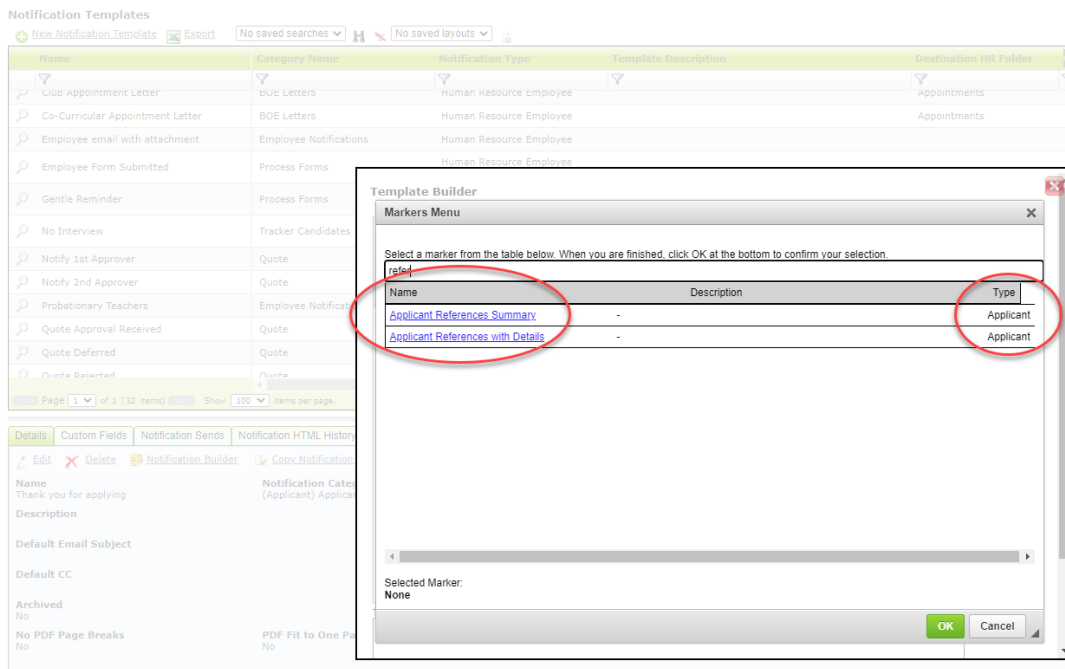 Notification Templates
New Notification Template Export No saved searches No saved layouts
Name Category Name Notification Type Template Description Destination HR Folder
Club Appointment Letter BOE Letters Human Resource Employee Appointments
Co-Curricular Appointment Letter BOE Letters Human Resource Employee Appointments
Employee email with attachment Employee Notifications Human Resource Employee
Employee Form Submitted Process Forms Human Resource Employee
Gentle Reminder Process Forms
No Interview Tracker Candidates
Notify 1st Approver Quote
Notify 2nd Approver Quote
Probationary Teachers Employee Notificat
Quote Approval Received Quote
Quote Deferred Quote
Quote Rejected Quote
Page 1 of 1 (32 items) Show 100 items per page.
Template Builder
Markers Menu
Select a marker from the table below. When you are finished, click OK at the bottom to confirm your selection.
refer
Name Description Type
Applicant References Summary - Applicant
Applicant References with Details - Applicant
Selected Marker:
None
OK Cancel
Details Custom Fields Notification Sends Notification HTML History
Edit Delete Notification Builder Copy Notification
Name Notification Categ
Thank you for applying (Applicant) Applica
Description
Default Email Subject
Default CC
Archived
No
No PDF Page Breaks PDF Fit to One Pa
No No